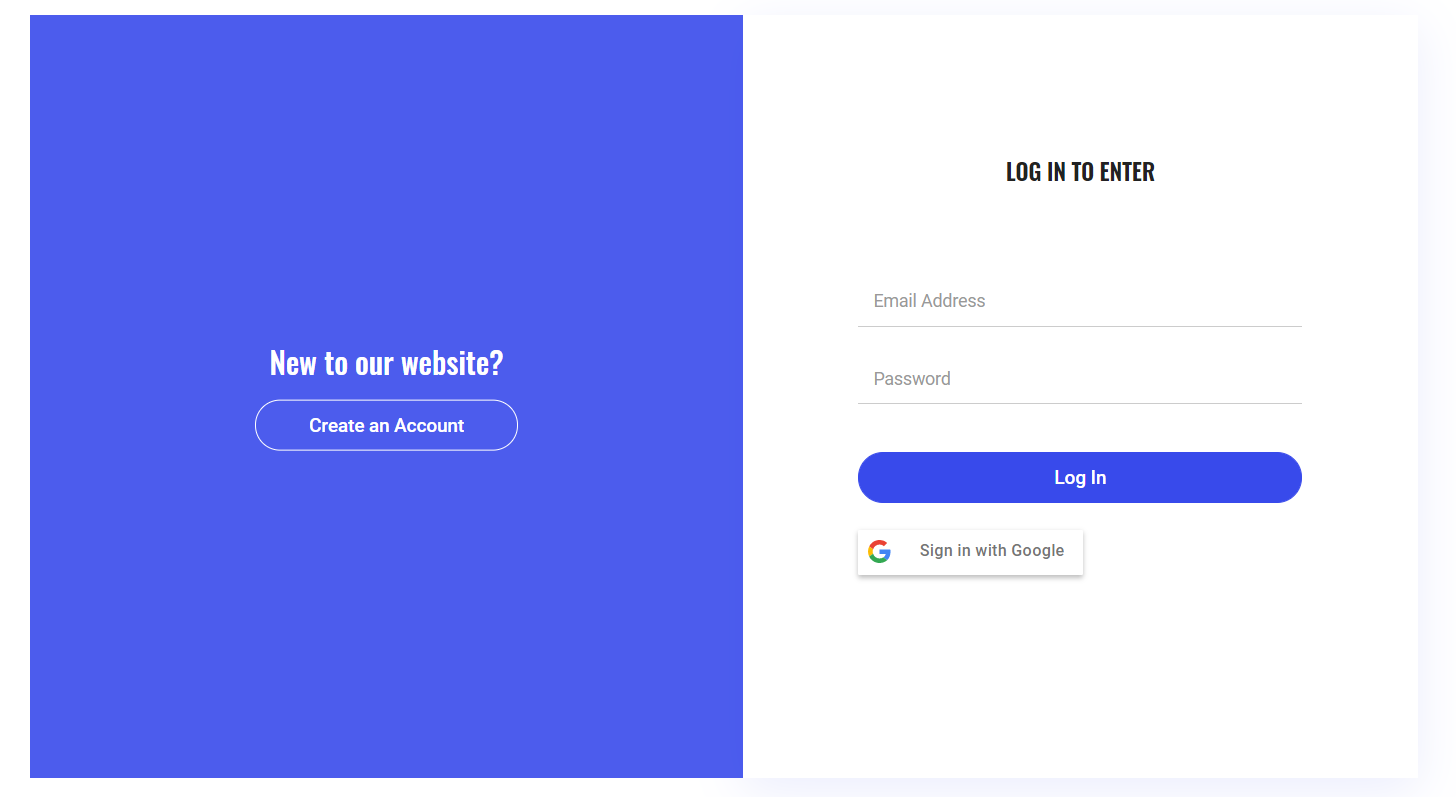 New to our website?
Create an Account
LOG IN TO ENTER
Email Address
Password
Log In
Sign in with Google